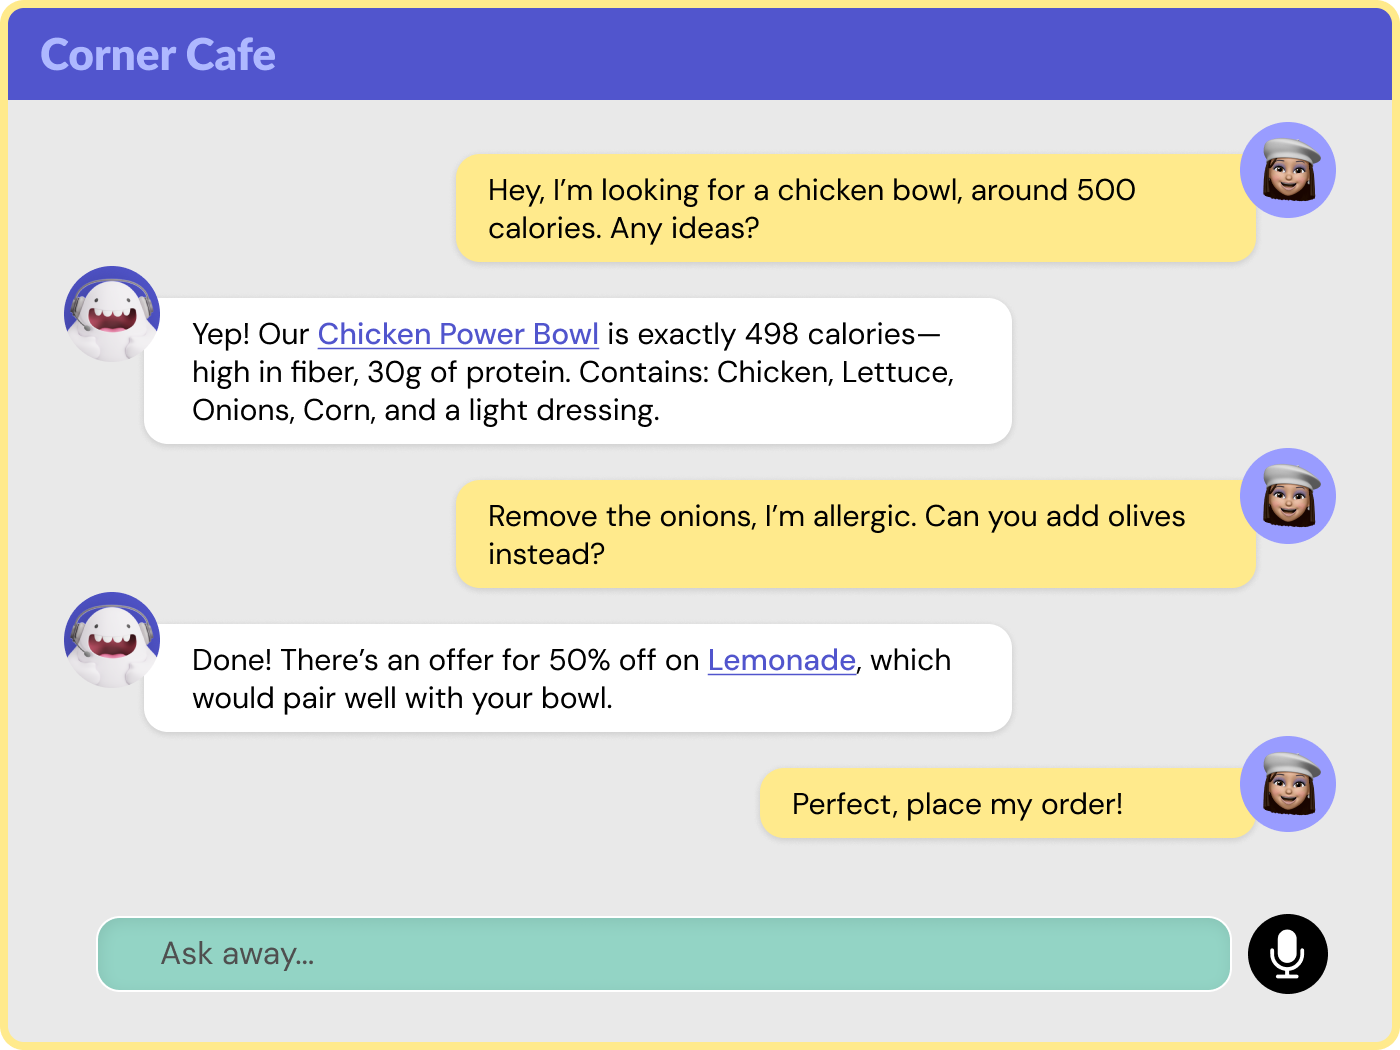 Corner Cafe
Hey, I’m looking for a chicken bowl, around 500
calories. Any ideas?
Yep! Our Chicken Power Bowl is exactly 498 calories—
high in fiber, 30g of protein. Contains: Chicken, Lettuce,
Onions, Corn, and a light dressing.
Remove the onions, I’m allergic. Can you add olives
instead?
Done! There’s an offer for 50% off on Lemonade, which
would pair well with your bowl.
Perfect, place my order!
Ask away...